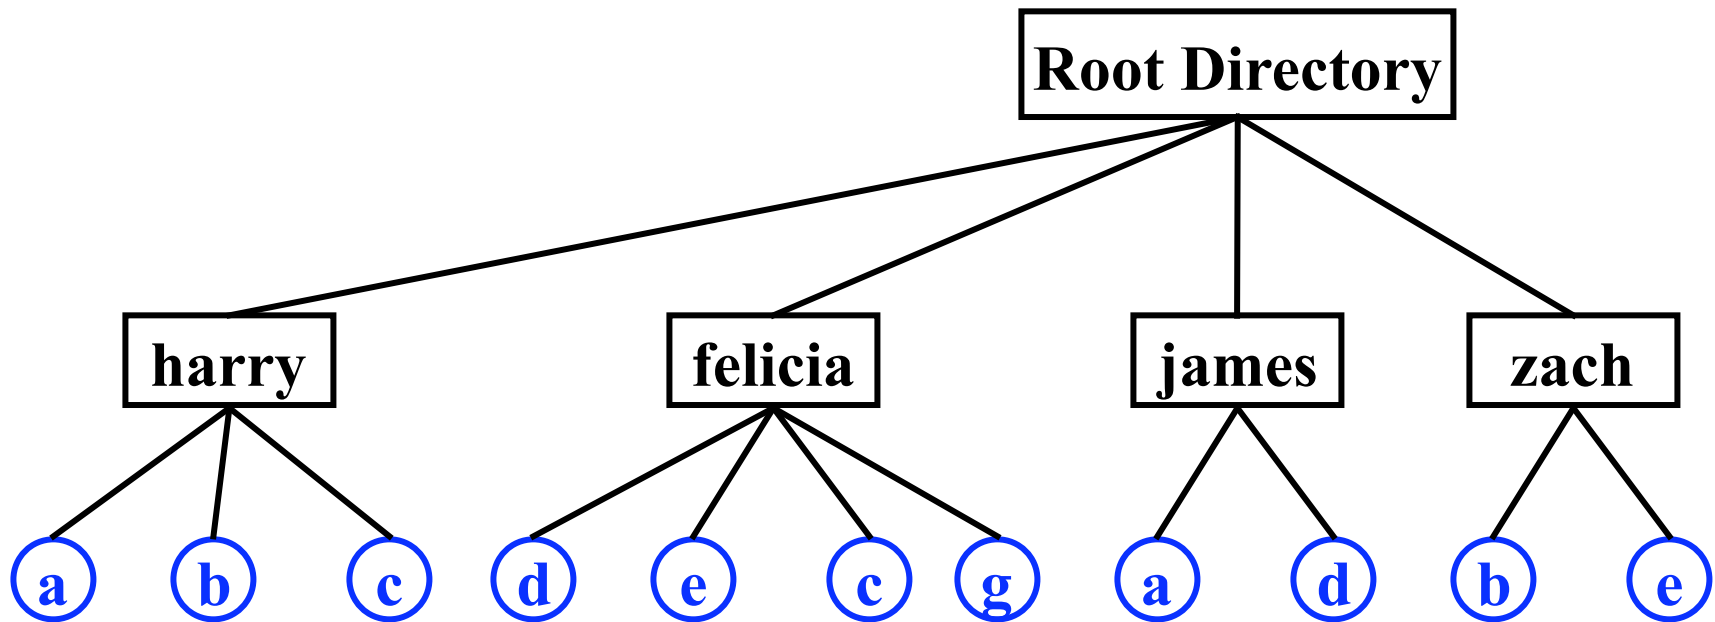 Root Directory
harry felicia james zach
a b c d e c g a d b e